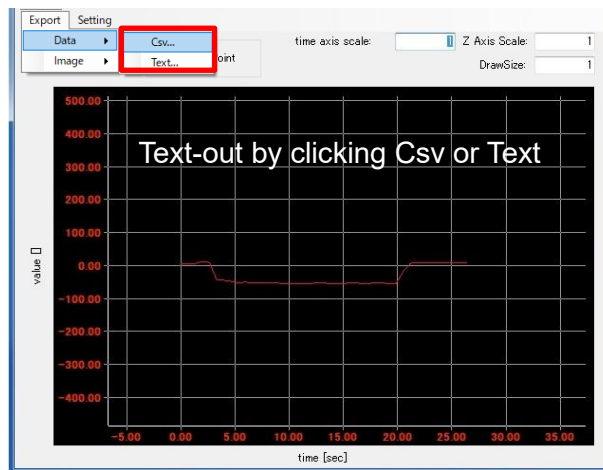 Export Setting
Data Csv... time axis scale: 1 Z Axis Scale: 1
Image Text... oint DrawSize: 1
500.00
Text-out by clicking Csv or Text
400.00
300.00
200.00
100.00
0.00
-100.00
-200.00
-300.00
-400.00
value []
-5.00 0.00 5.00 10.00 15.00 20.00 25.00 30.00 35.00
time [sec]